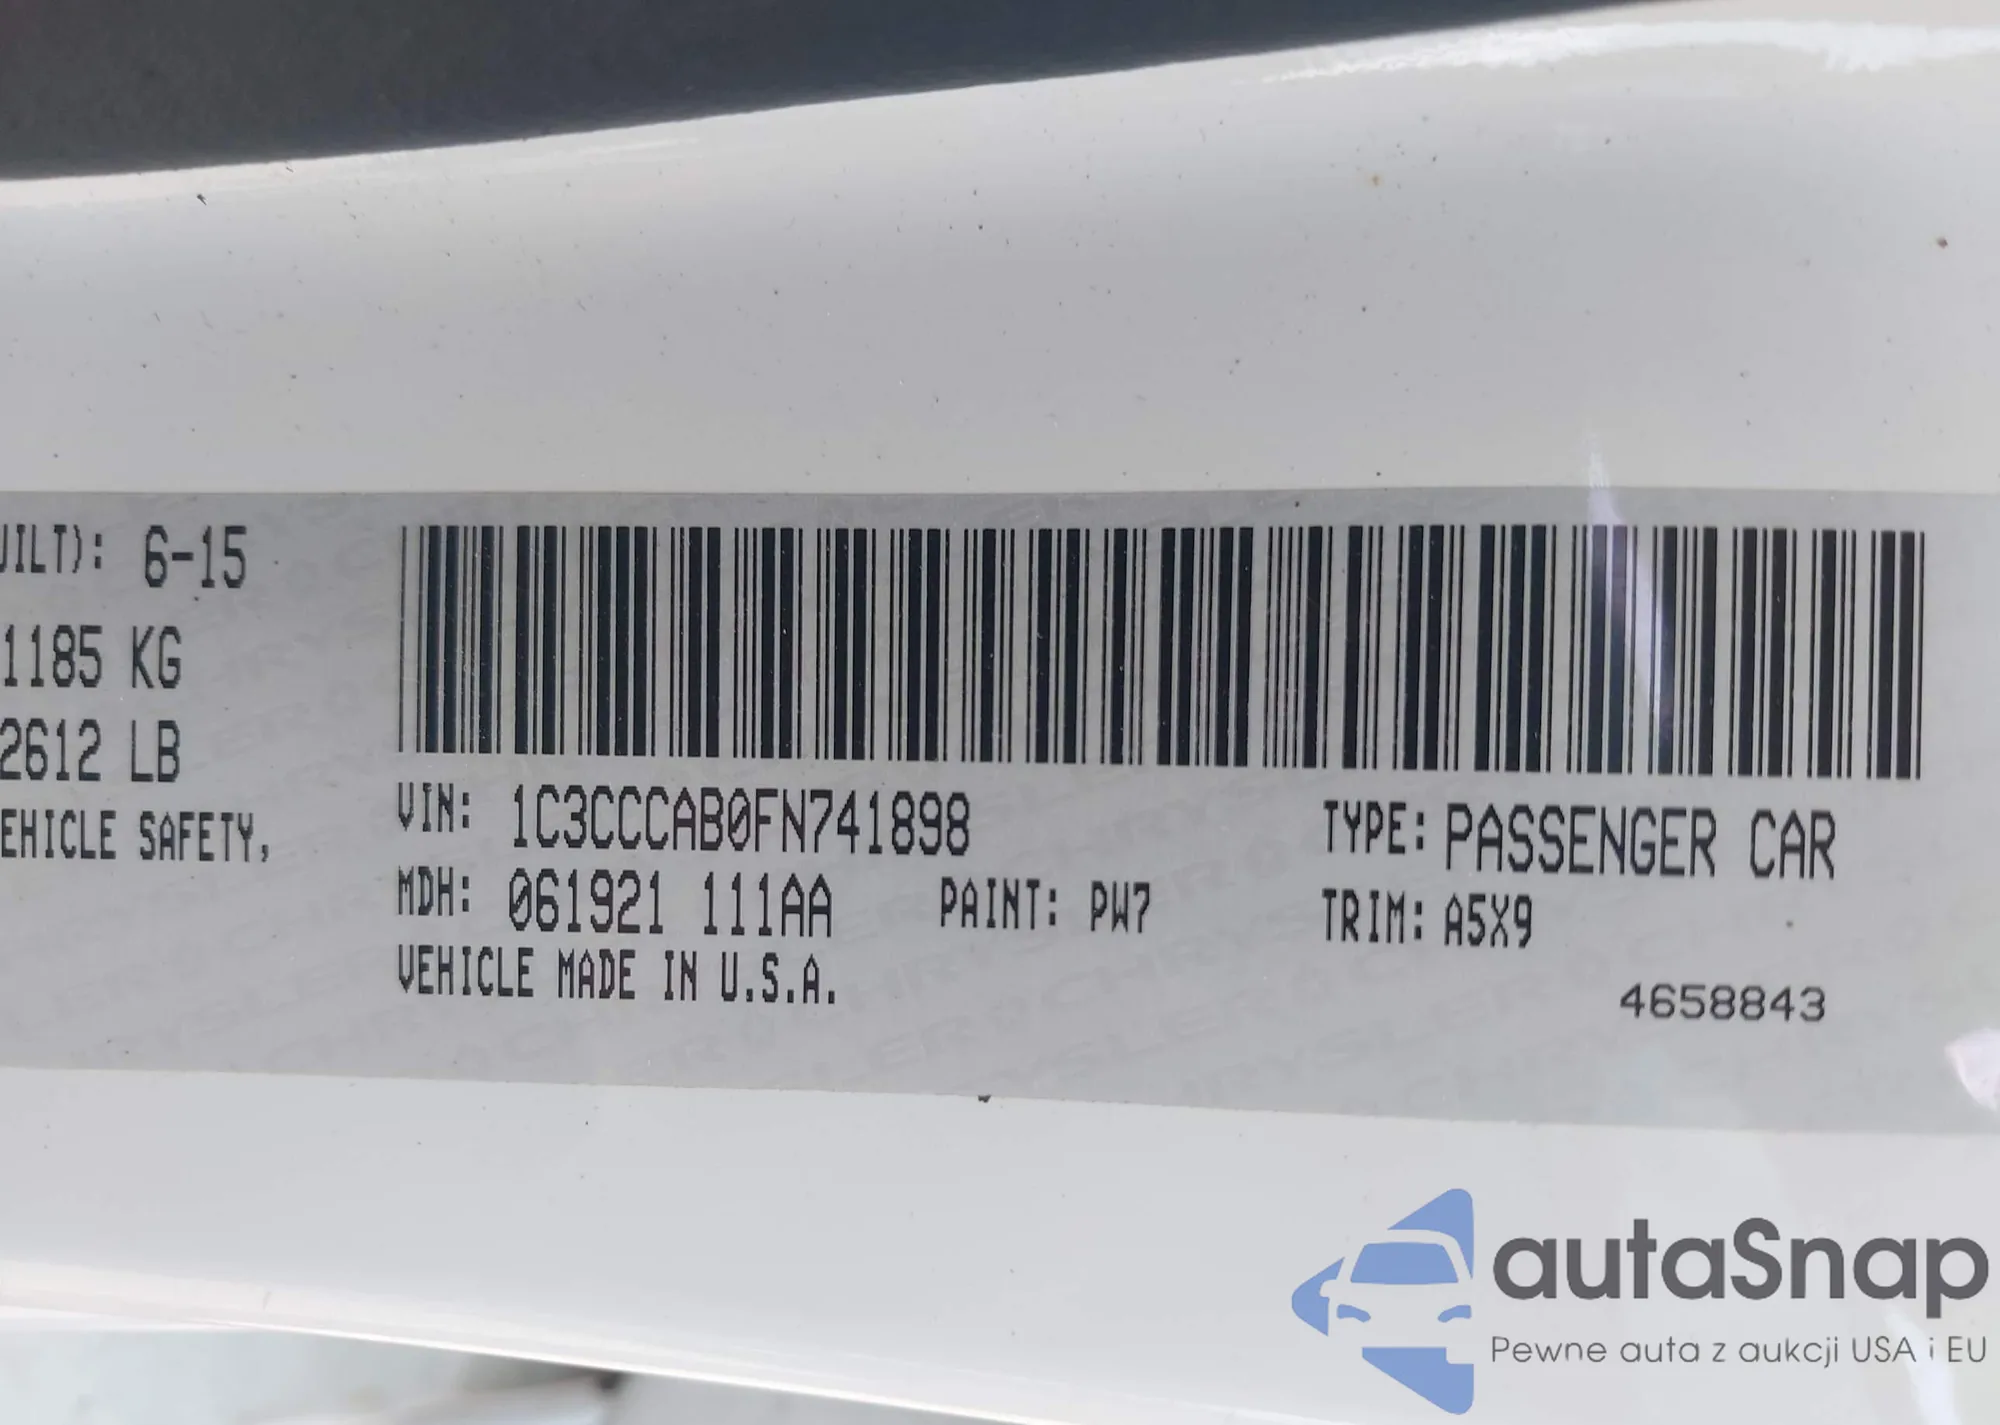 UILT): 6-15
1185 KG
2612 LB
EHICLE SAFETY,
VIN: 1C3CCCAB0FN741898
MDH: 061921 111AA PAINT: PW7
VEHICLE MADE IN U.S.A.
TYPE: PASSENGER CAR
TRIM: A5X9
4658843
autaSnap
Pewne auta z aukcji USA i EU